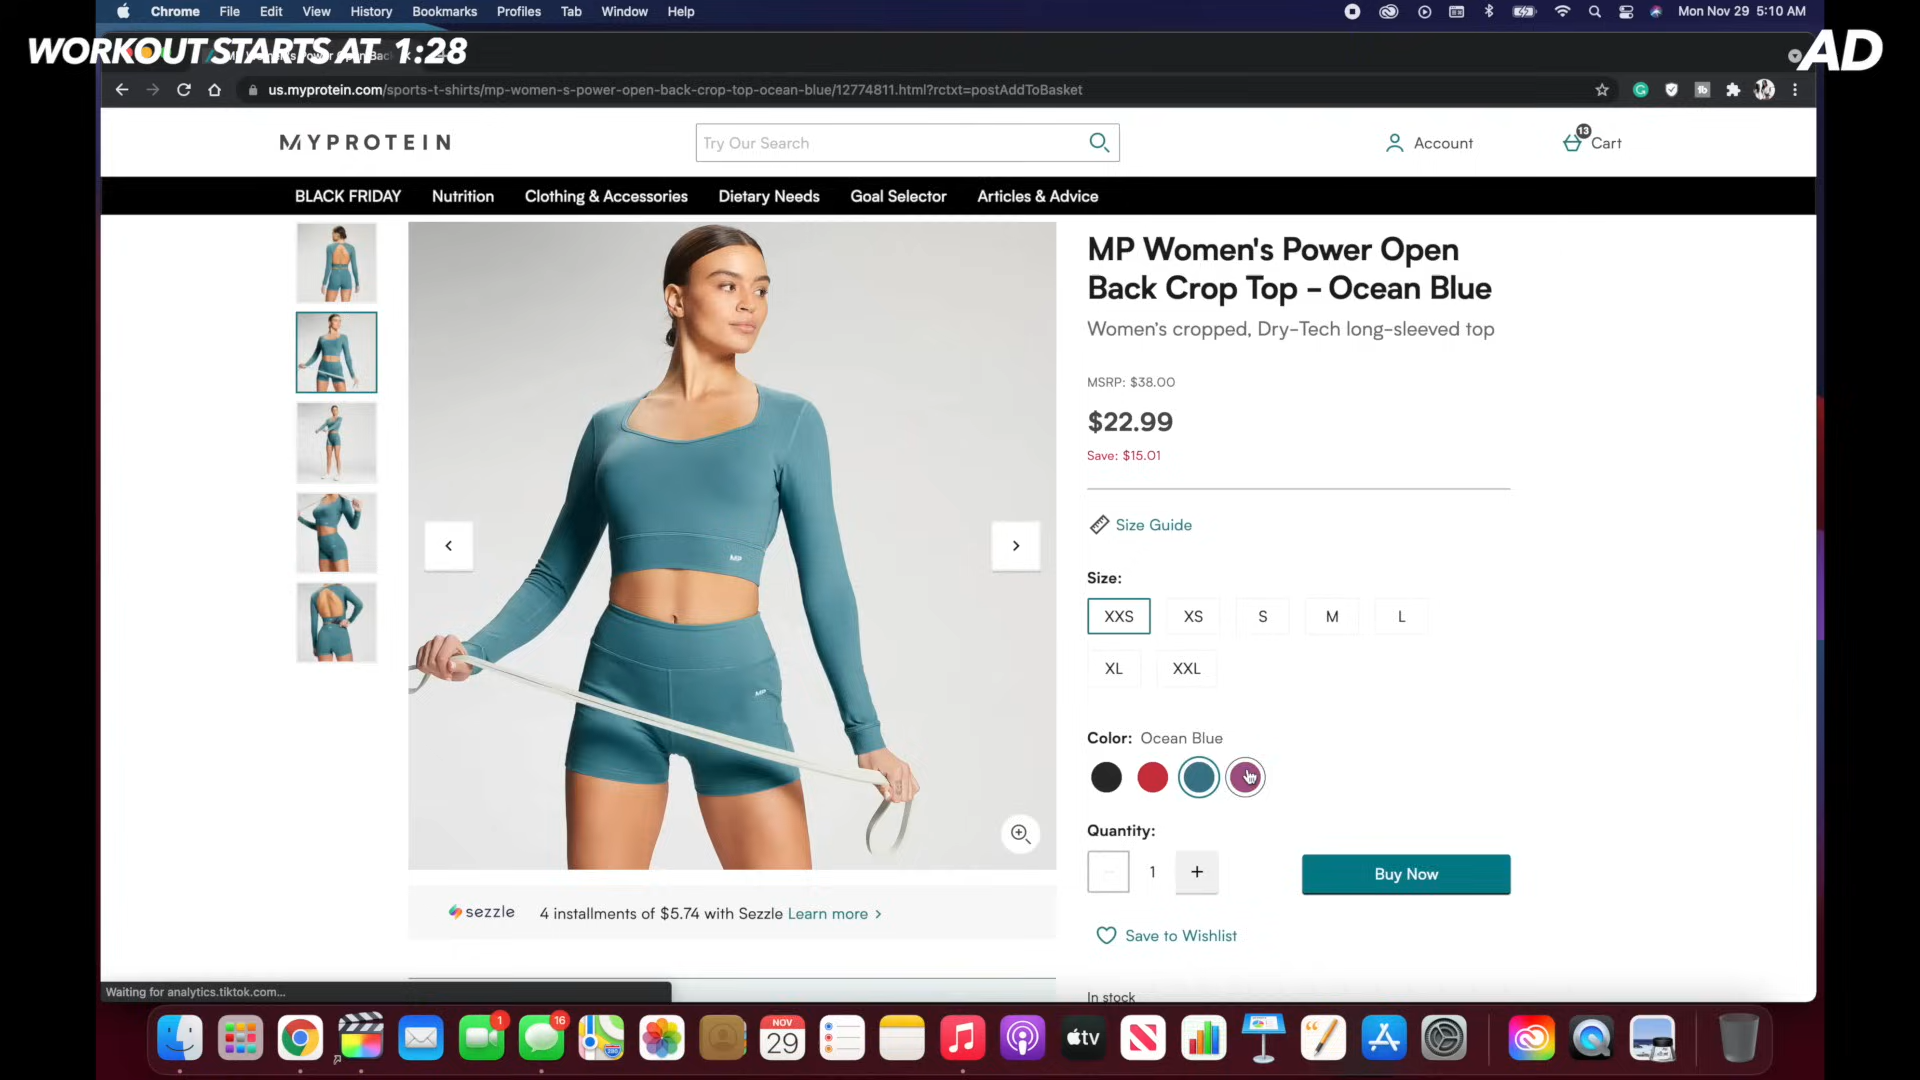 Chrome File Edit View History Bookmarks Profiles Tab Window Help
Mon Nov 29 5:10 AM
WORKOUT STARTS AT 1:28
AD
us.myprotein.com/sports-t-shirts/mp-women-s-power-open-back-crop-top-ocean-blue/12774811.html?rctxt=postAddToBasket
MYPROTEIN
Try Our Search
Account
13
Cart
BLACK FRIDAY Nutrition Clothing & Accessories Dietary Needs Goal Selector Articles & Advice
MP Women's Power Open
Back Crop Top - Ocean Blue
Women's cropped, Dry-Tech long-sleeved top
MSRP: $38.00
$22.99
Save: $15.01
Size Guide
Size:
XXS XS S M L
XL XXL
Color: Ocean Blue
Quantity:
1 +
Buy Now
Save to Wishlist
In stock
MP
MP
sezzle 4 installments of $5.74 with Sezzle Learn more >
Waiting for analytics.tiktok.com...
1
16
NOV
29
tv